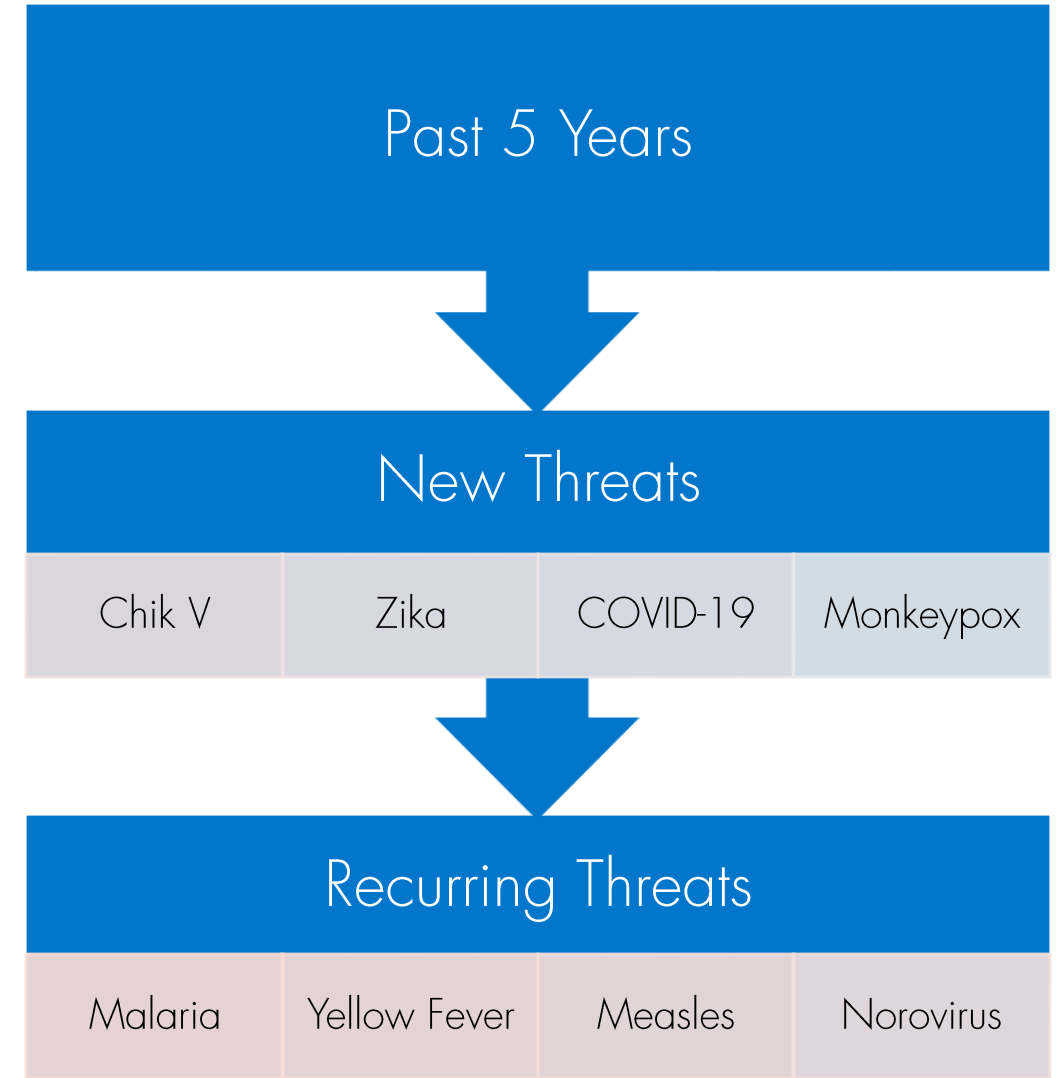 Past 5 Years
New Threats
Chik V
Zika
COVID-19
Monkeypox
Recurring Threats
Malaria
Yellow Fever
Measles
Norovirus